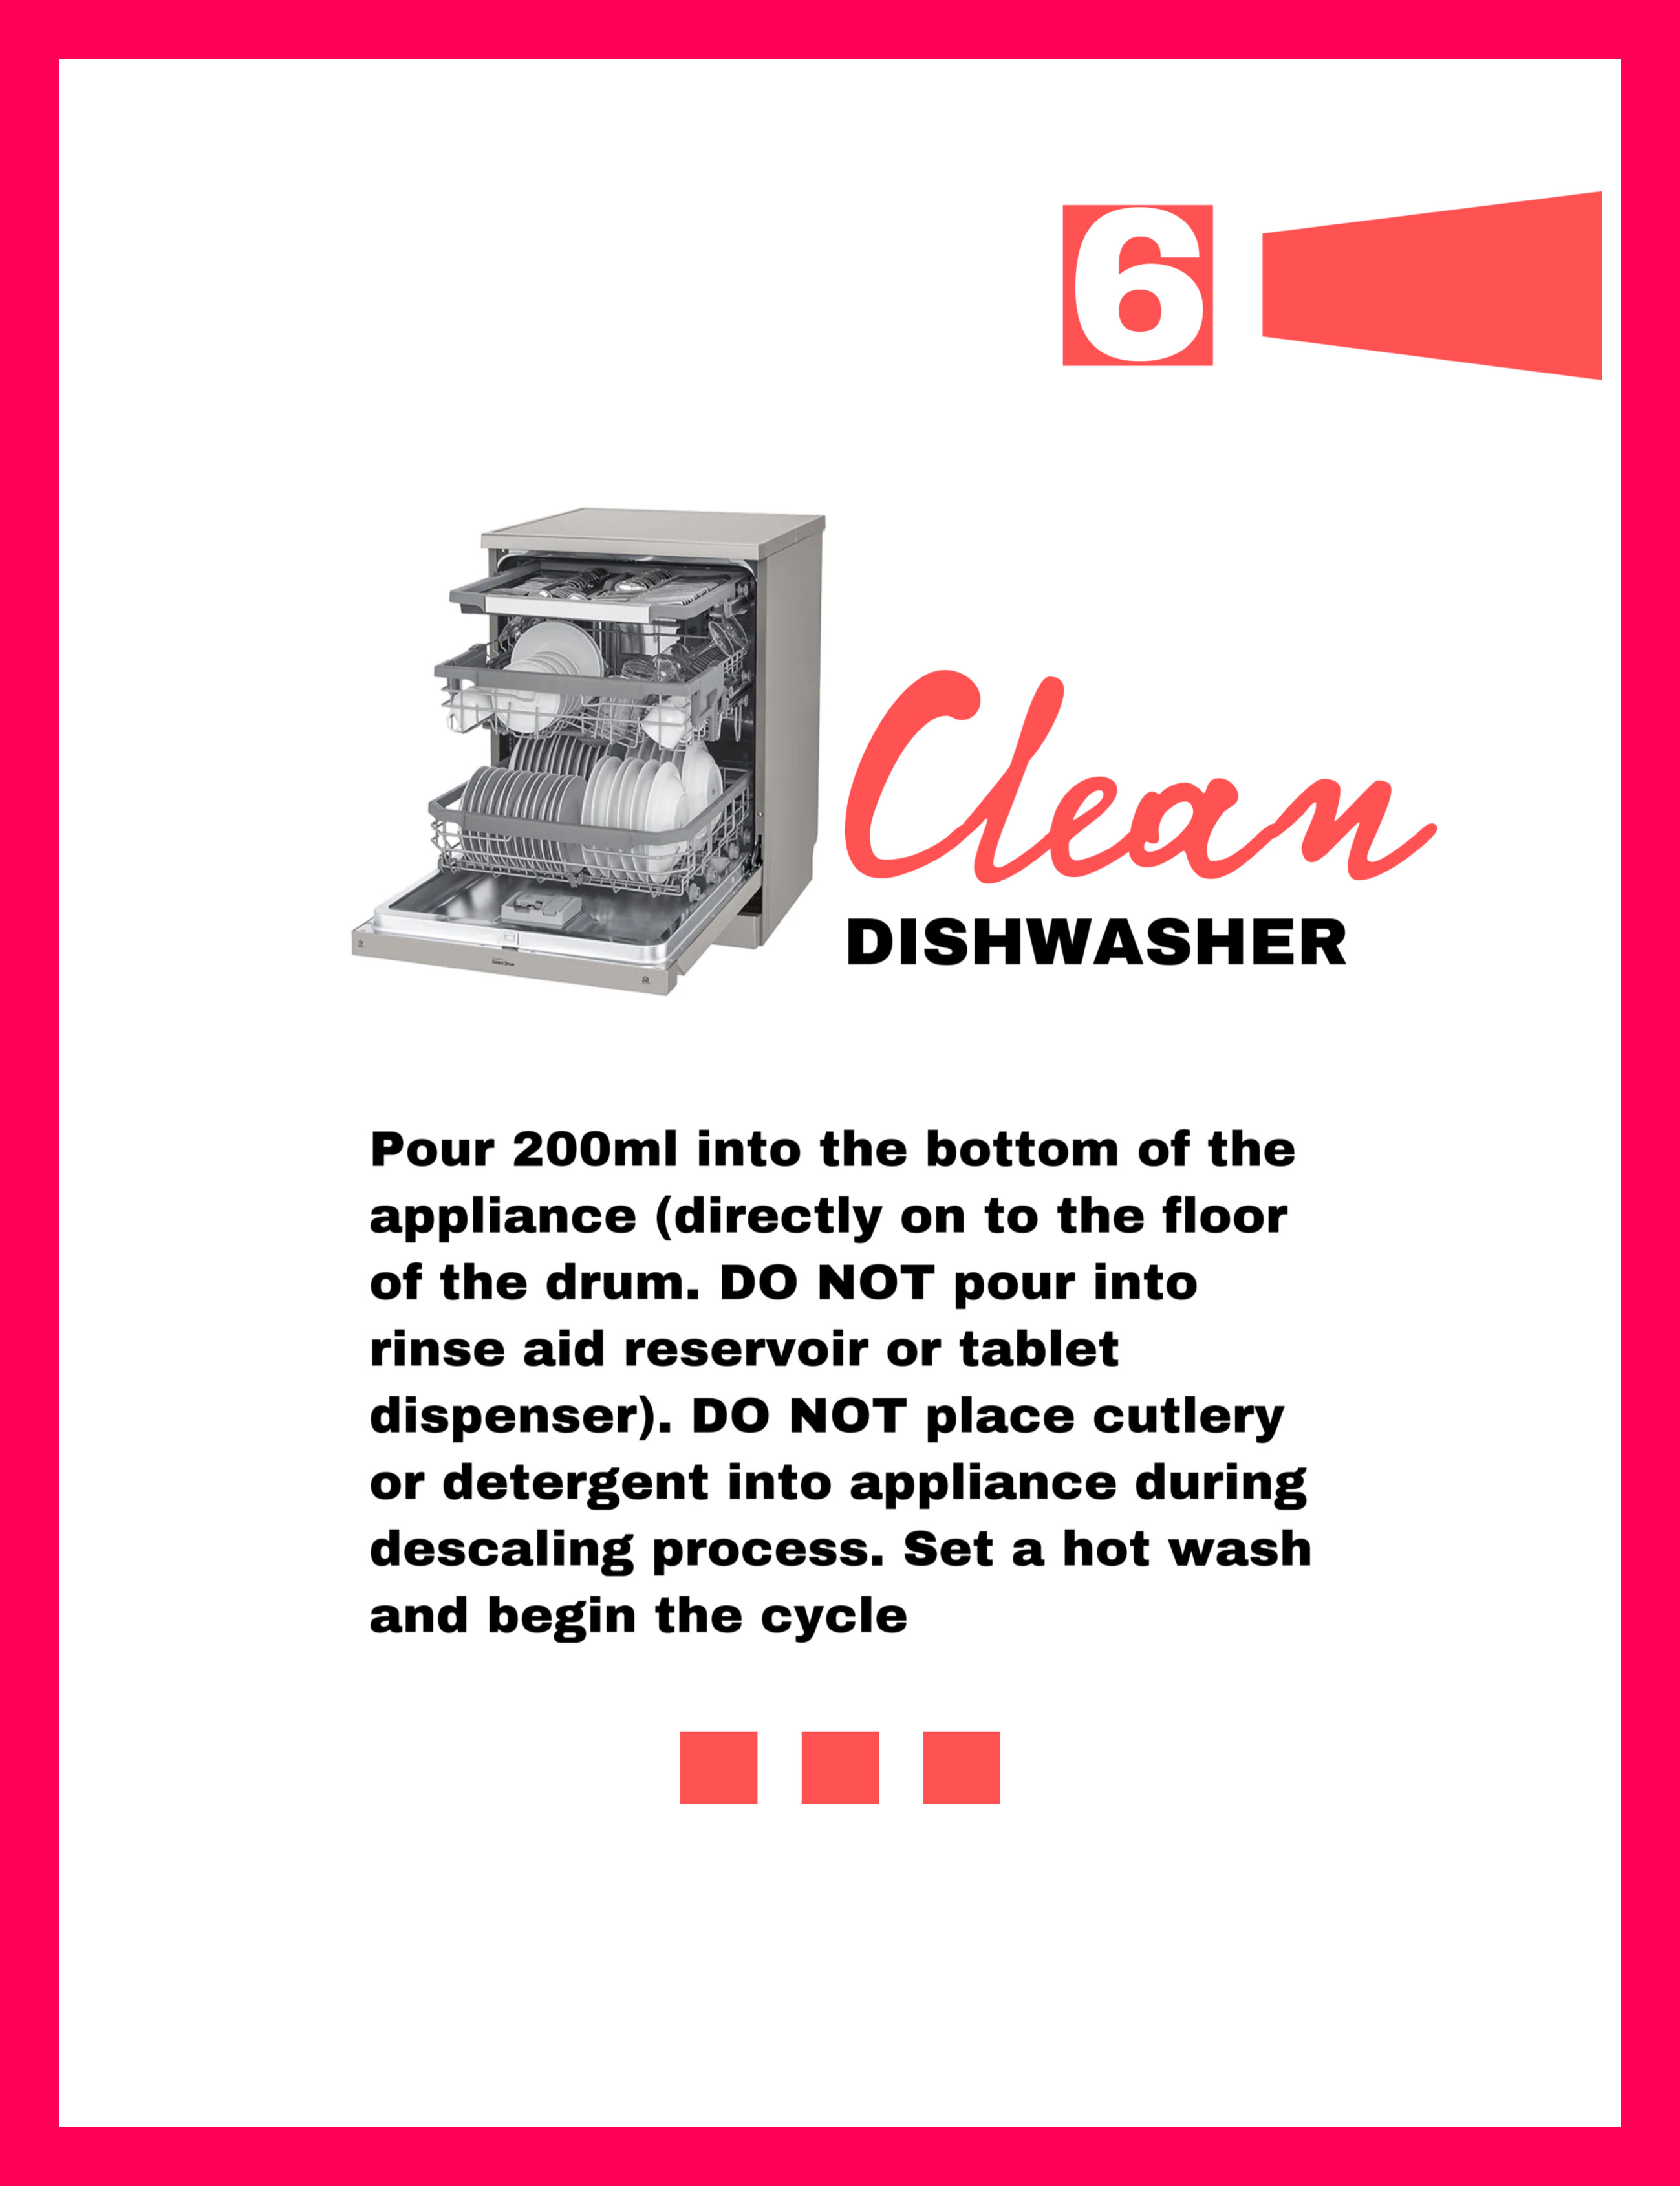 6
Clean
DISHWASHER
Pour 200ml into the bottom of the
appliance (directly on to the floor
of the drum. DO NOT pour into
rinse aid reservoir or tablet
dispenser). DO NOT place cutlery
or detergent into appliance during
descaling process. Set a hot wash
and begin the cycle